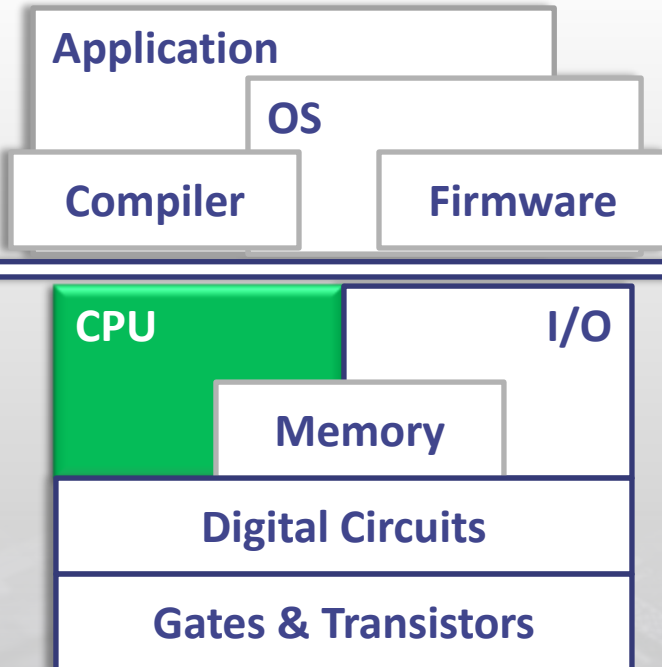 Application
OS
Compiler
Firmware
CPU
I/O
Memory
Digital Circuits
Gates & Transistors